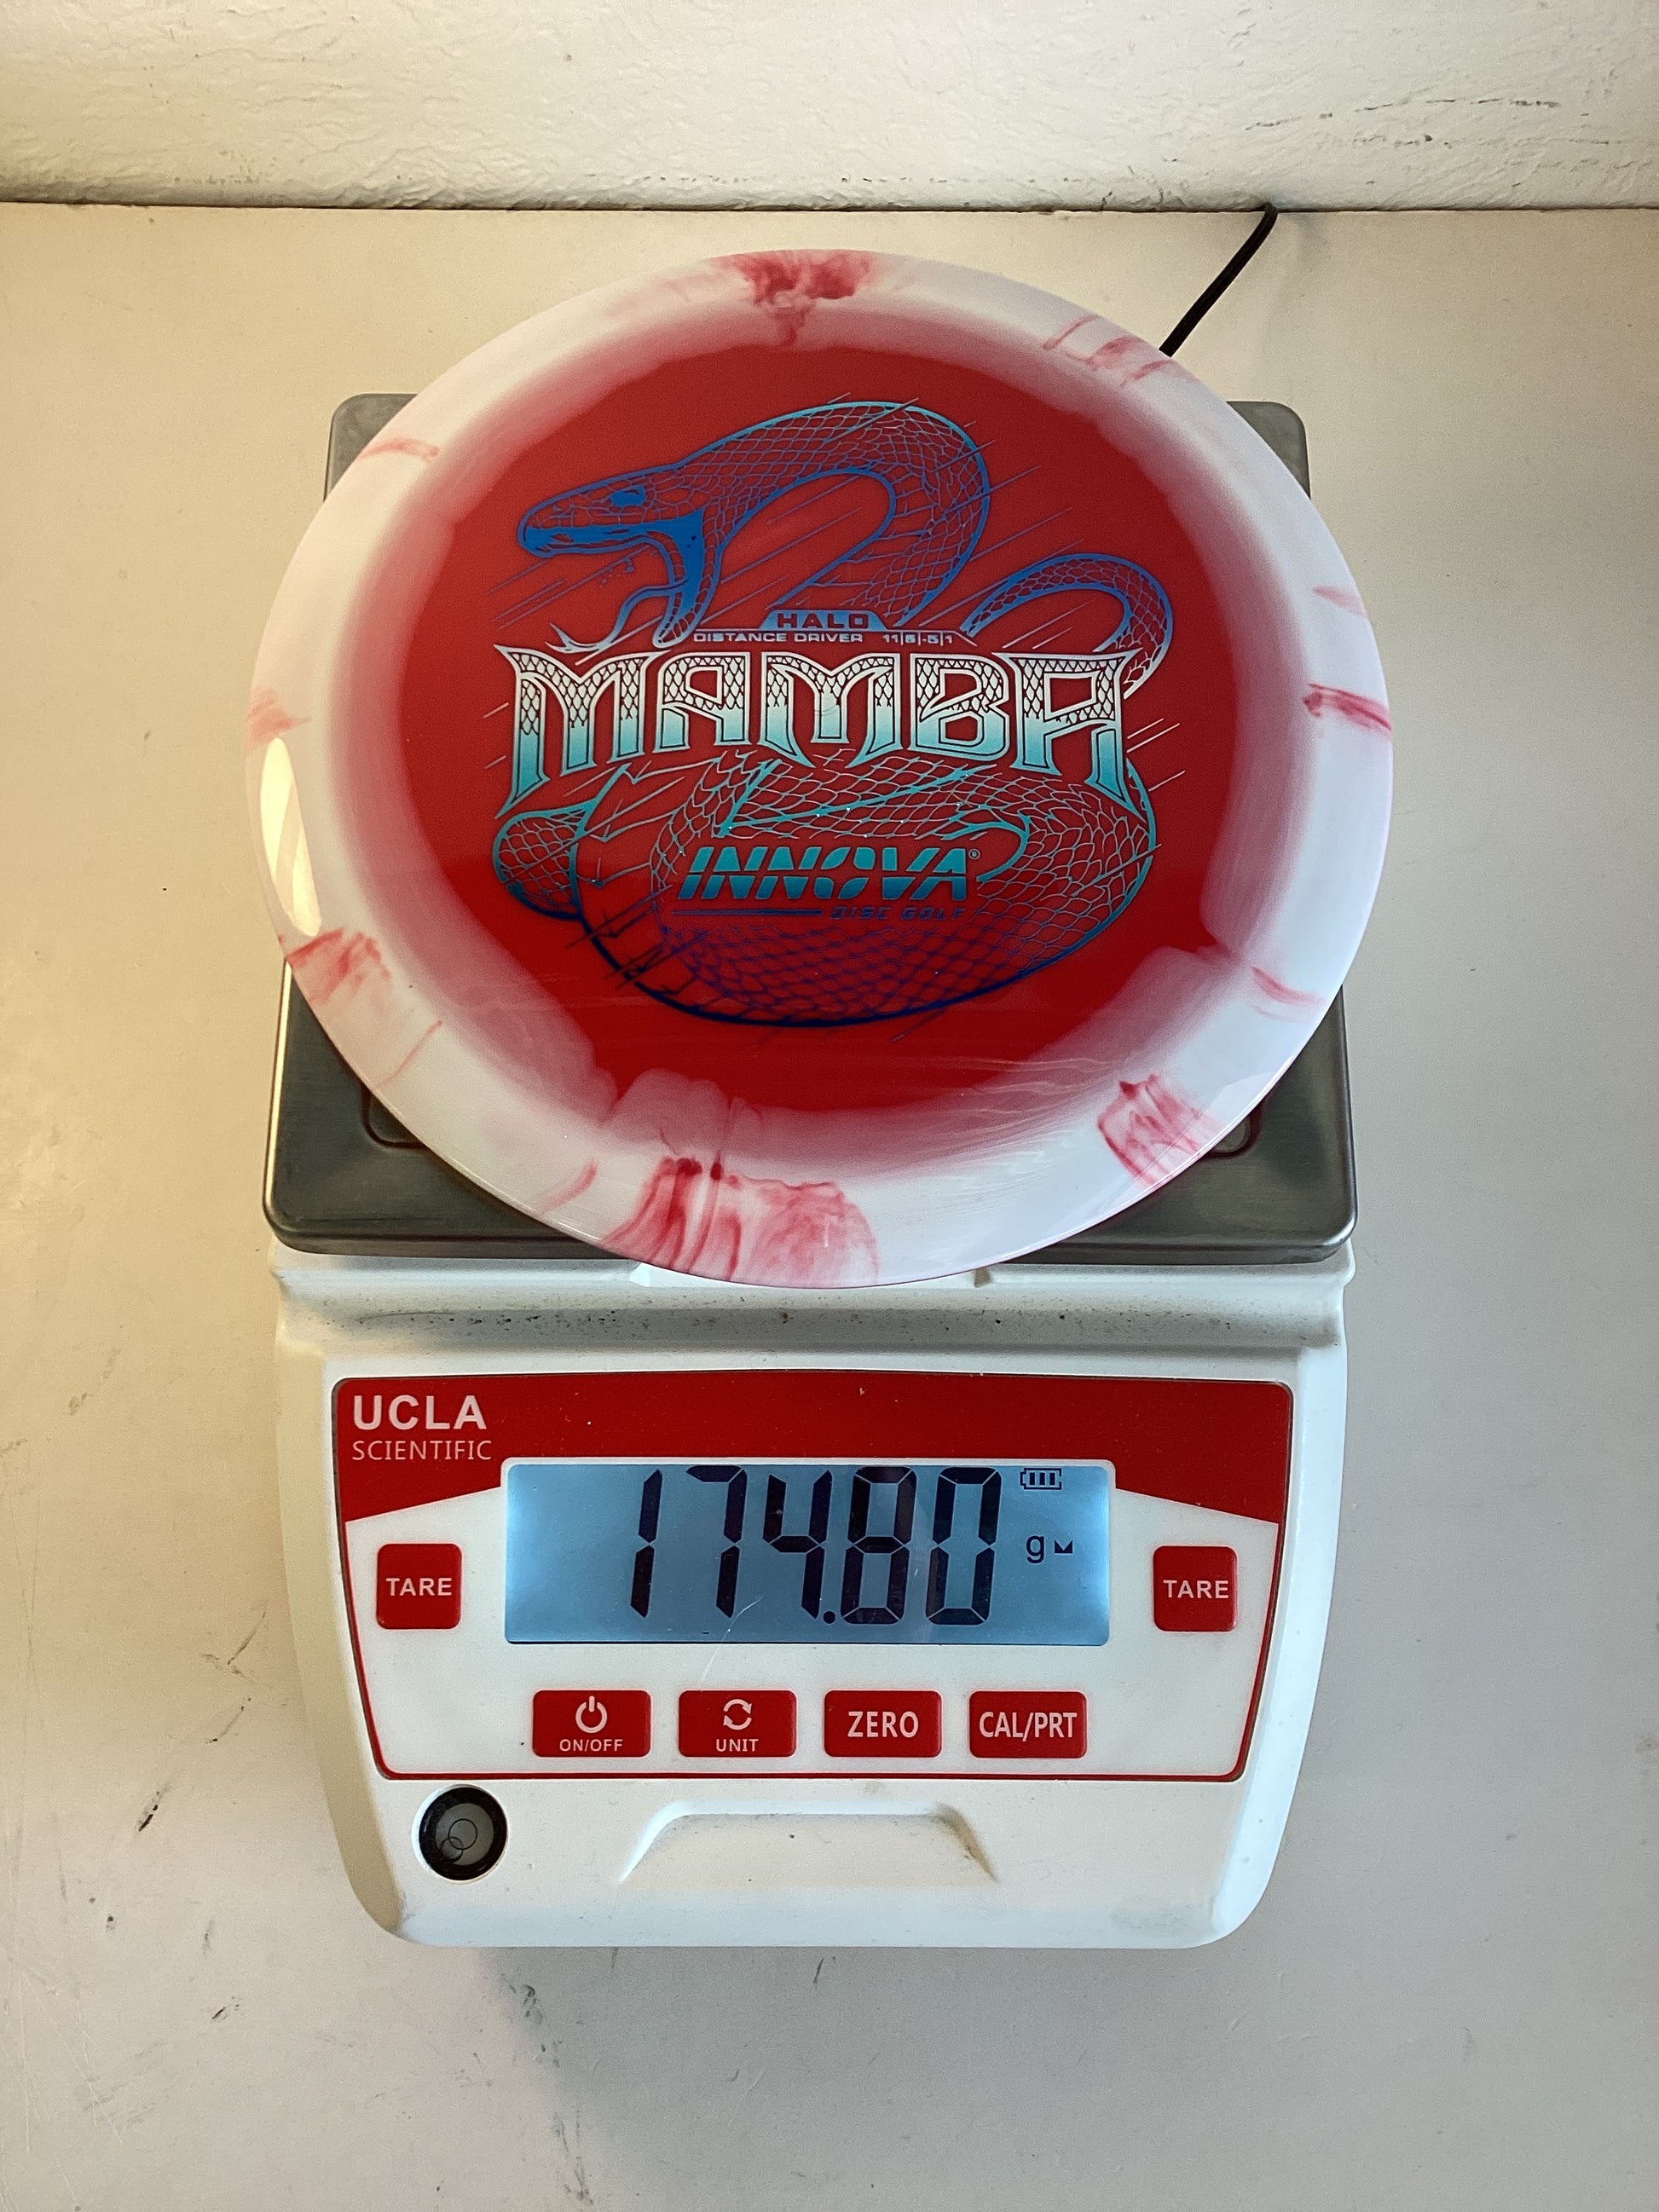 HALO
DISTANCE DRIVER 11|6|-5|1
MAMBA
INNOVA®
DISC GOLF
UCLA
SCIENTIFIC
174.80 g
TARE
TARE
ON/OFF
UNIT
ZERO
CAL/PRT